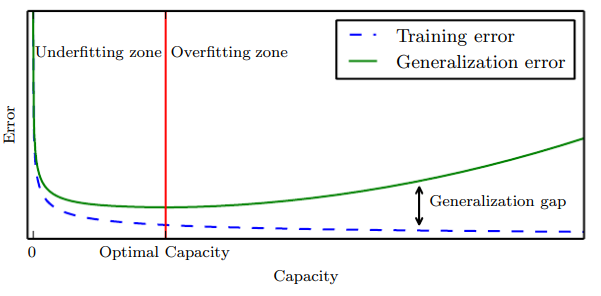 Training error
Generalization error
Underfitting zone
Overfitting zone
Error
Generalization gap
0
Optimal Capacity
Capacity